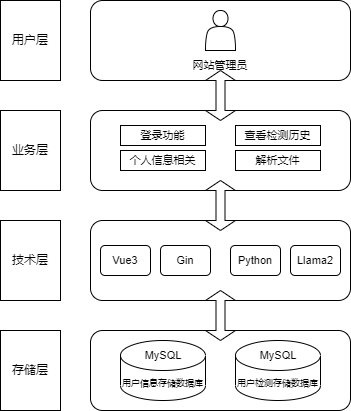 用户层
网站管理员
业务层
登录功能
查看检测历史
个人信息相关
解析文件
技术层
Vue3
Gin
Python
Llama2
存储层
MySQL
用户信息存储数据库
MySQL
用户检测存储数据库